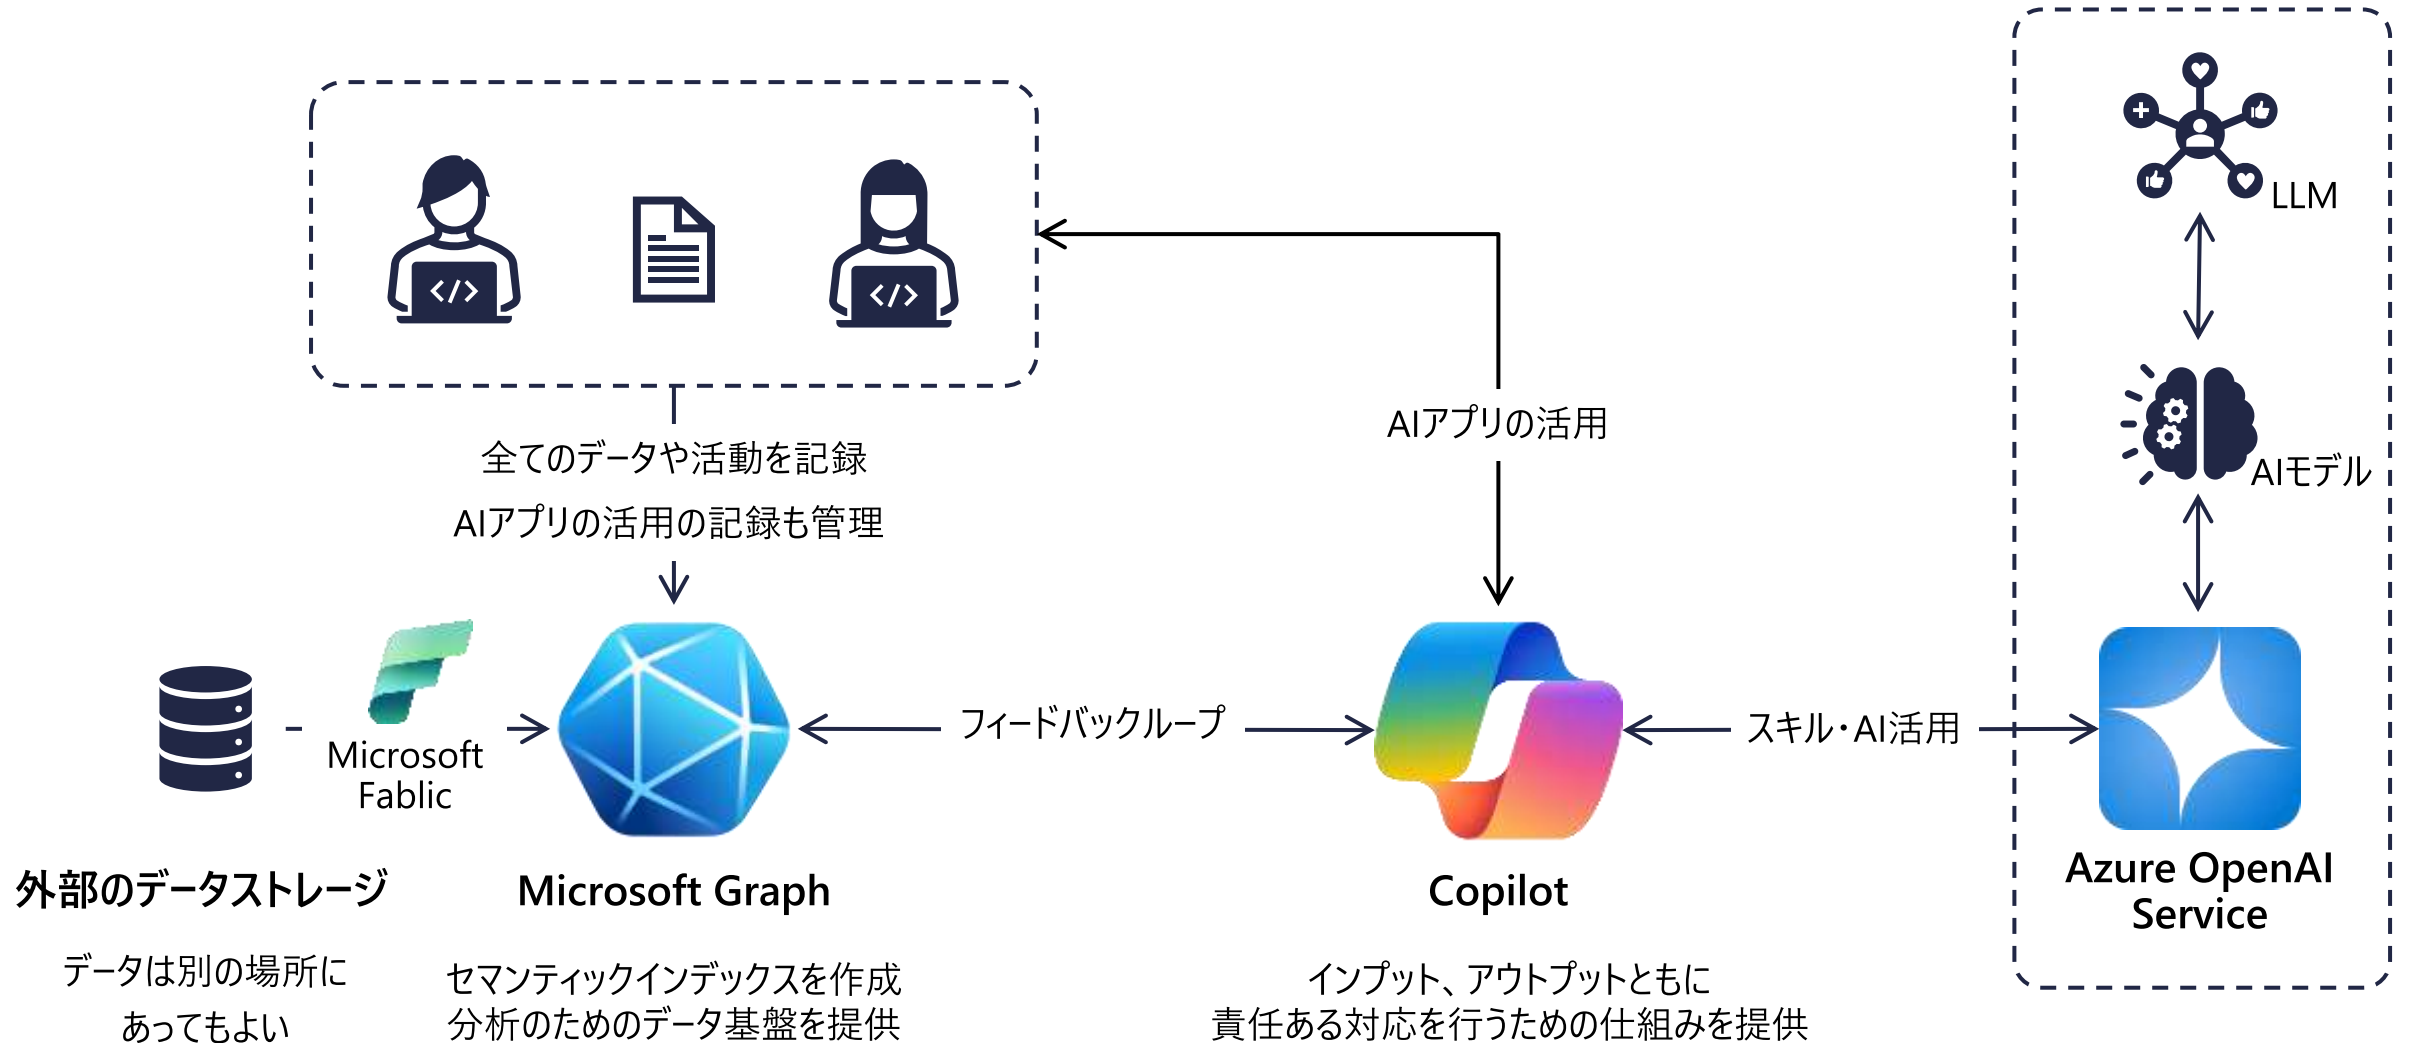 LLM
AIアプリの活用
全てのデータや活動を記録
AIアプリの活用の記録も管理
AIモデル
Microsoft
Fablic
フィードバックループ
スキル・AI活用
外部のデータストレージ
Microsoft Graph
Copilot
Azure OpenAI
Service
データは別の場所に
あってもよい
セマンティックインデックスを作成
分析のためのデータ基盤を提供
インプット、アウトプットともに
責任ある対応を行うための仕組みを提供